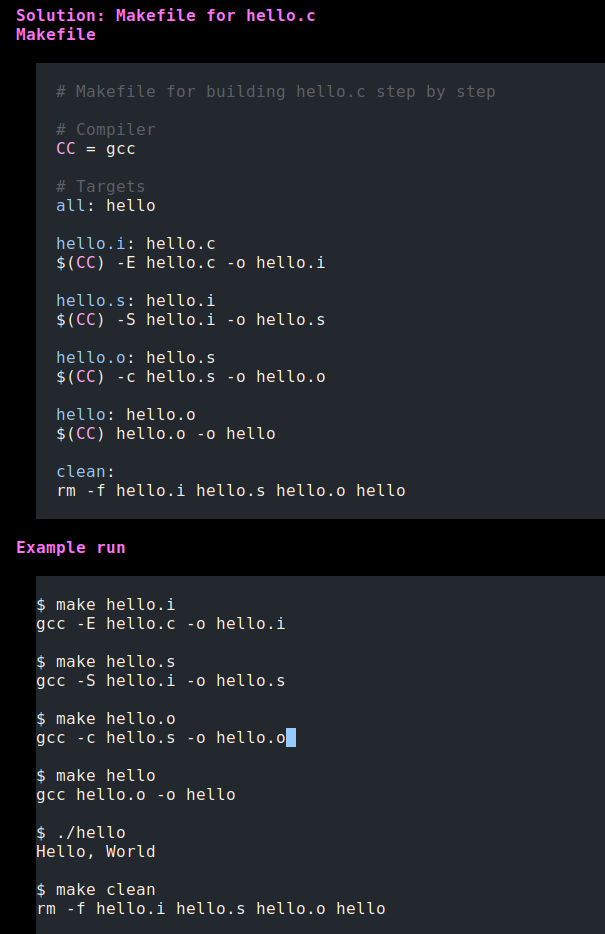 Solution: Makefile for hello.c
Makefile
# Makefile for building hello.c step by step
# Compiler
CC = gcc
# Targets
all: hello
hello.i: hello.c
$(CC) -E hello.c -o hello.i
hello.s: hello.i
$(CC) -S hello.i -o hello.s
hello.o: hello.s
$(CC) -c hello.s -o hello.o
hello: hello.o
$(CC) hello.o -o hello
clean:
rm -f hello.i hello.s hello.o hello
Example run
$ make hello.i
gcc -E hello.c -o hello.i
$ make hello.s
gcc -S hello.i -o hello.s
$ make hello.o
gcc -c hello.s -o hello.o
$ make hello
gcc hello.o -o hello
$ ./hello
Hello, World
$ make clean
rm -f hello.i hello.s hello.o hello